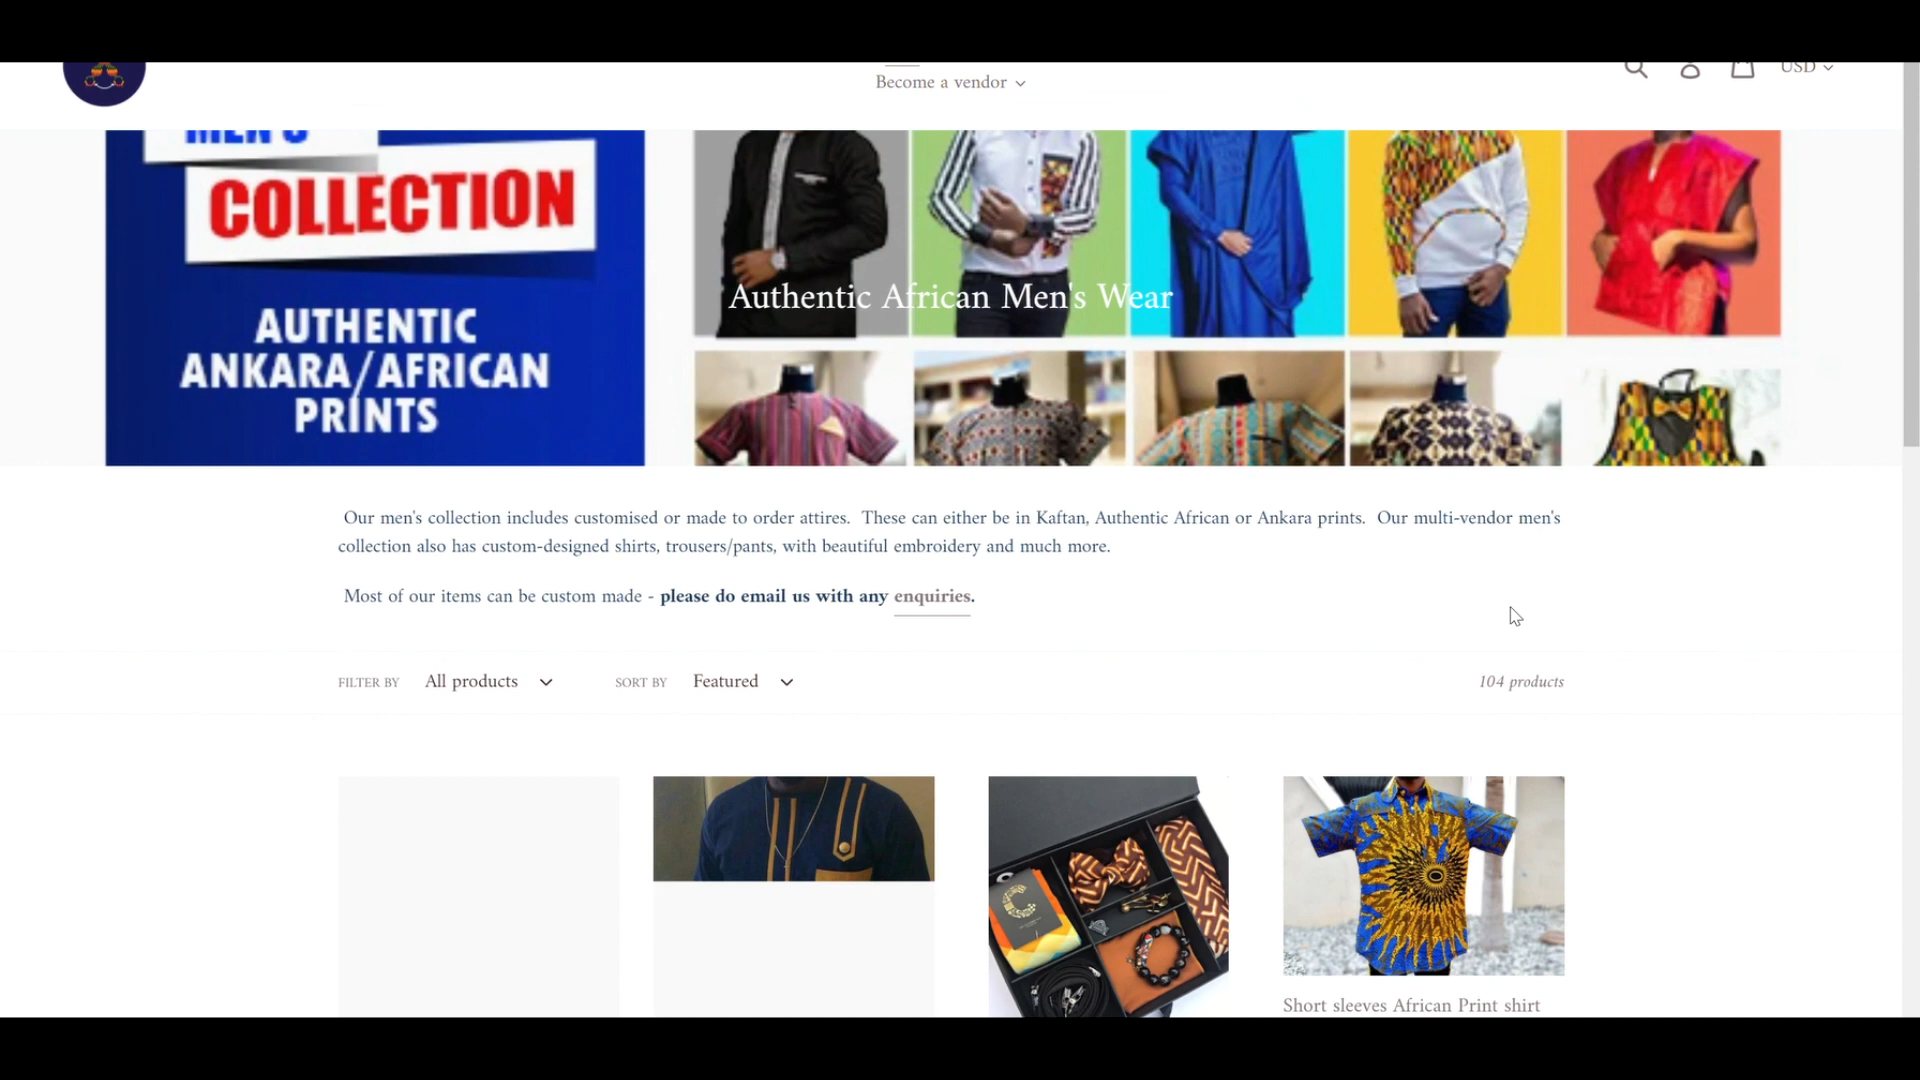 USD
Become a vendor
MEN'S
COLLECTION
AUTHENTIC
ANKARA/AFRICAN
PRINTS
Authentic African Men's Wear
Our men's collection includes customised or made to order attires.  These can either be in Kaftan, Authentic African or Ankara prints.  Our multi-vendor men's
collection also has custom-designed shirts, trousers/pants, with beautiful embroidery and much more.
Most of our items can be custom made - please do email us with any enquiries.
FILTER BY All products SORT BY Featured 104 products
Short sleeves African Print shirt